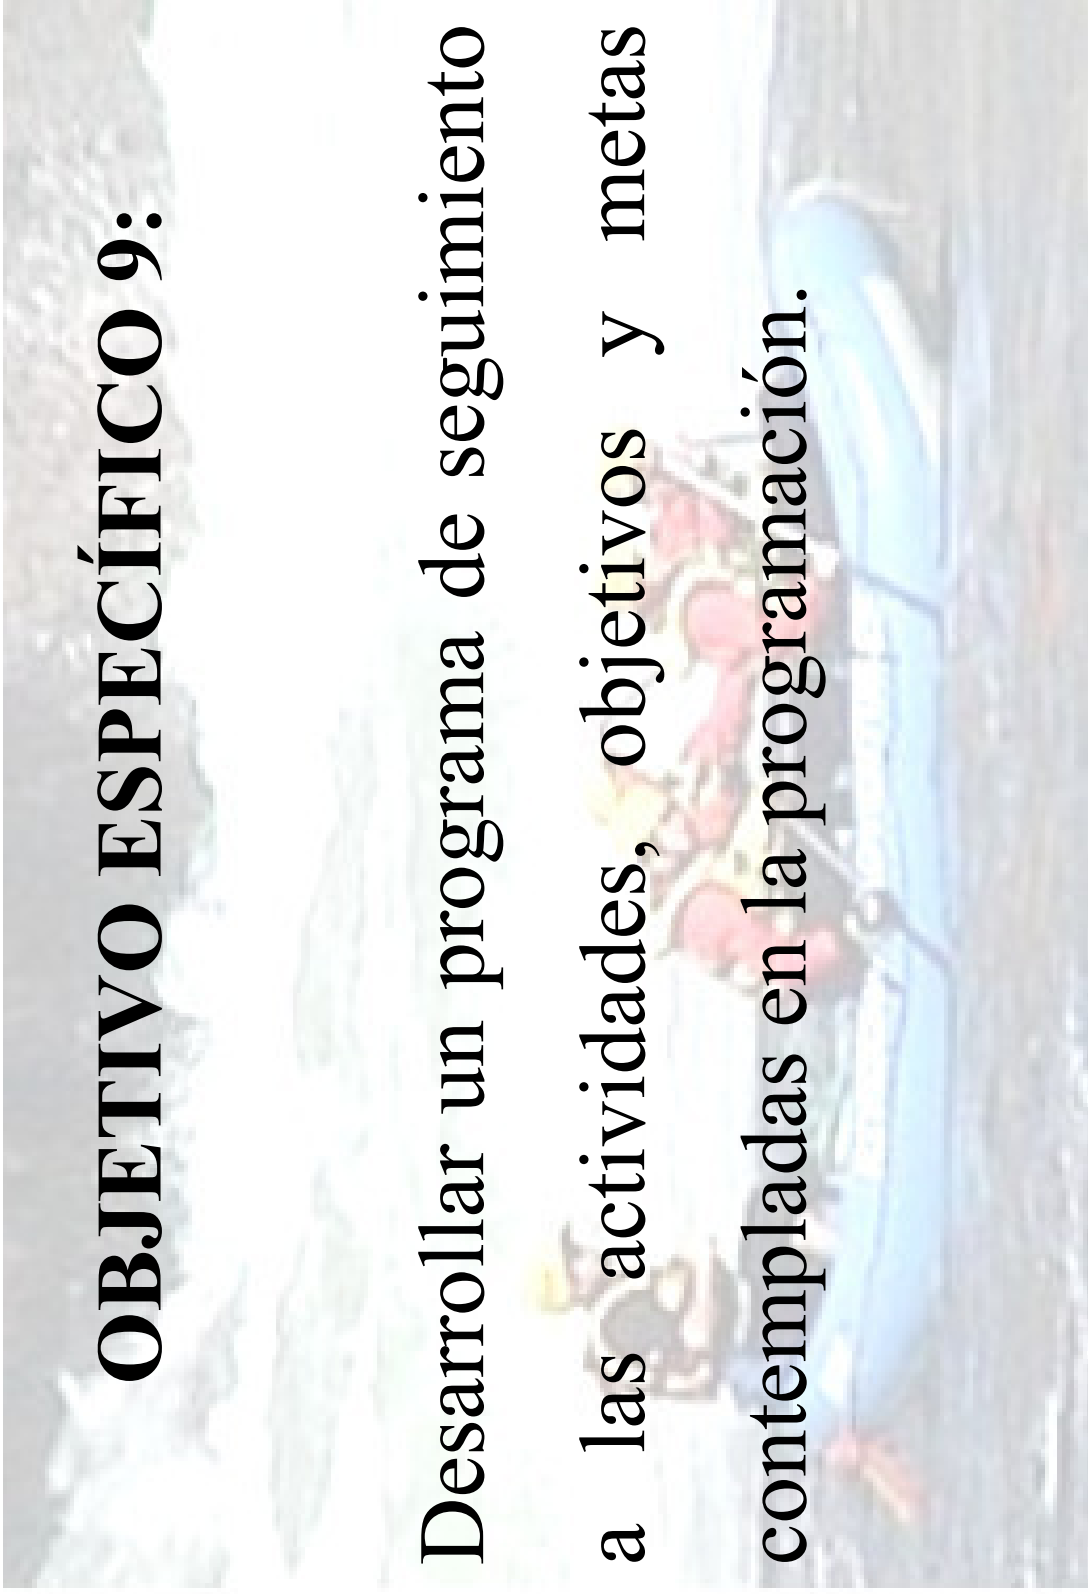 OBJETIVO ESPECÍFICO 9:
Desarrollar un programa de seguimiento
a las actividades, objetivos y metas
contempladas en la programación.